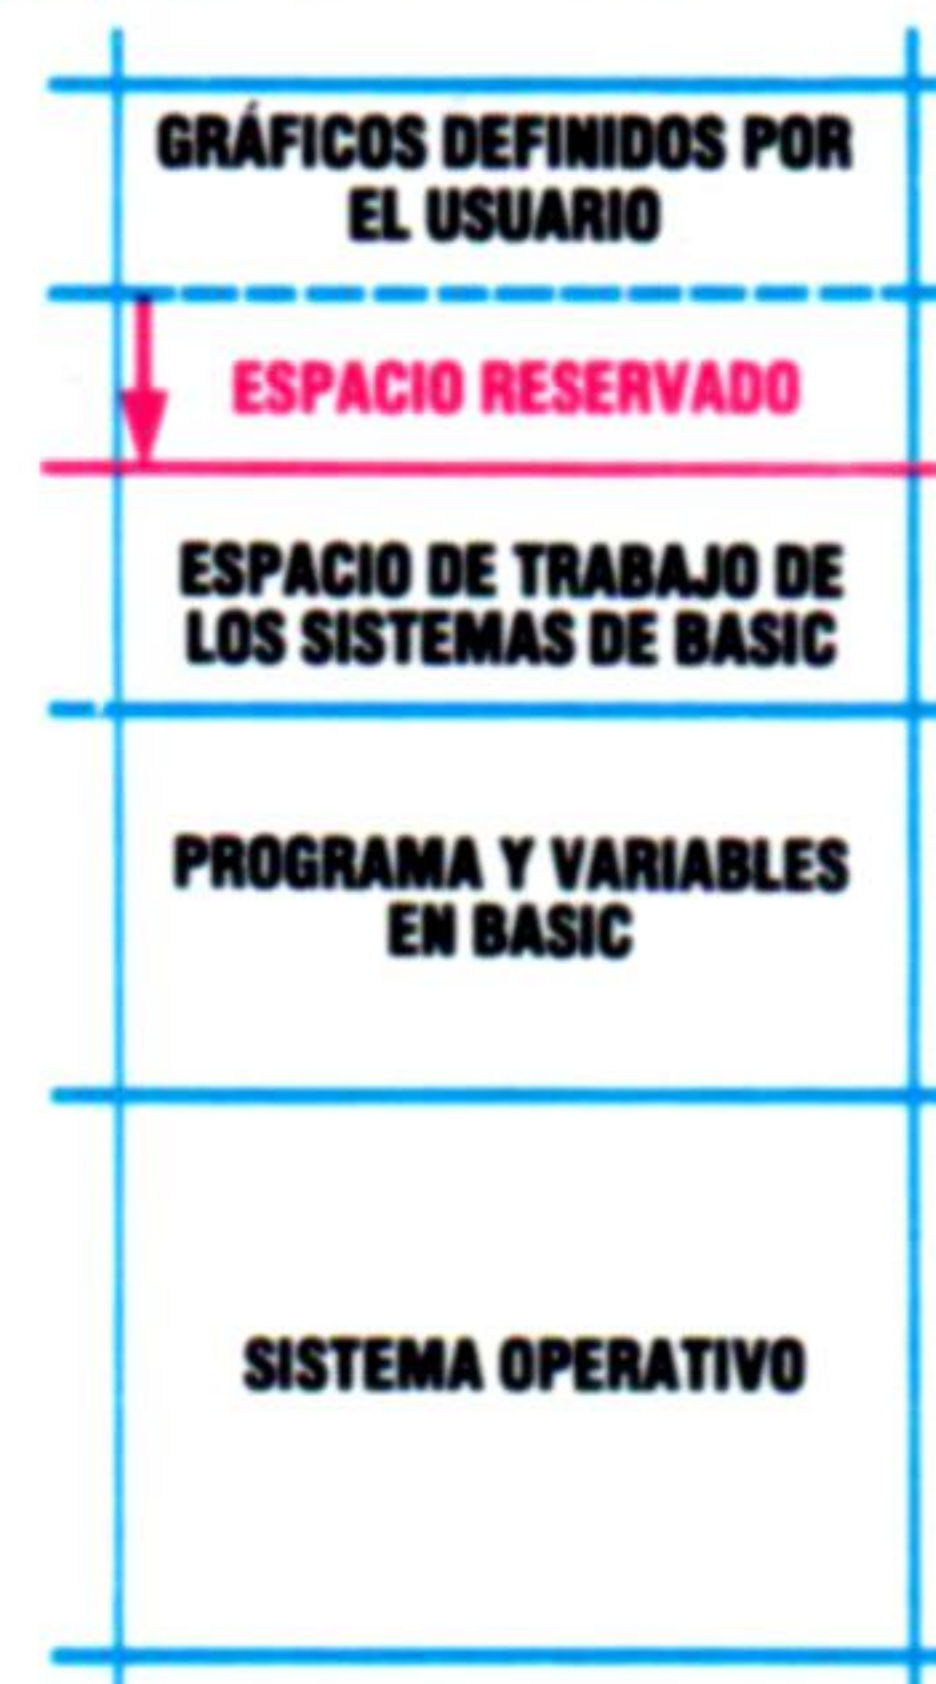 GRÁFICOS DEFINIDOS POR
EL USUARIO
ESPACIO RESERVADO
ESPACIO DE TRABAJO DE
LOS SISTEMAS DE BASIC
PROGRAMA Y VARIABLES
EN BASIC
SISTEMA OPERATIVO